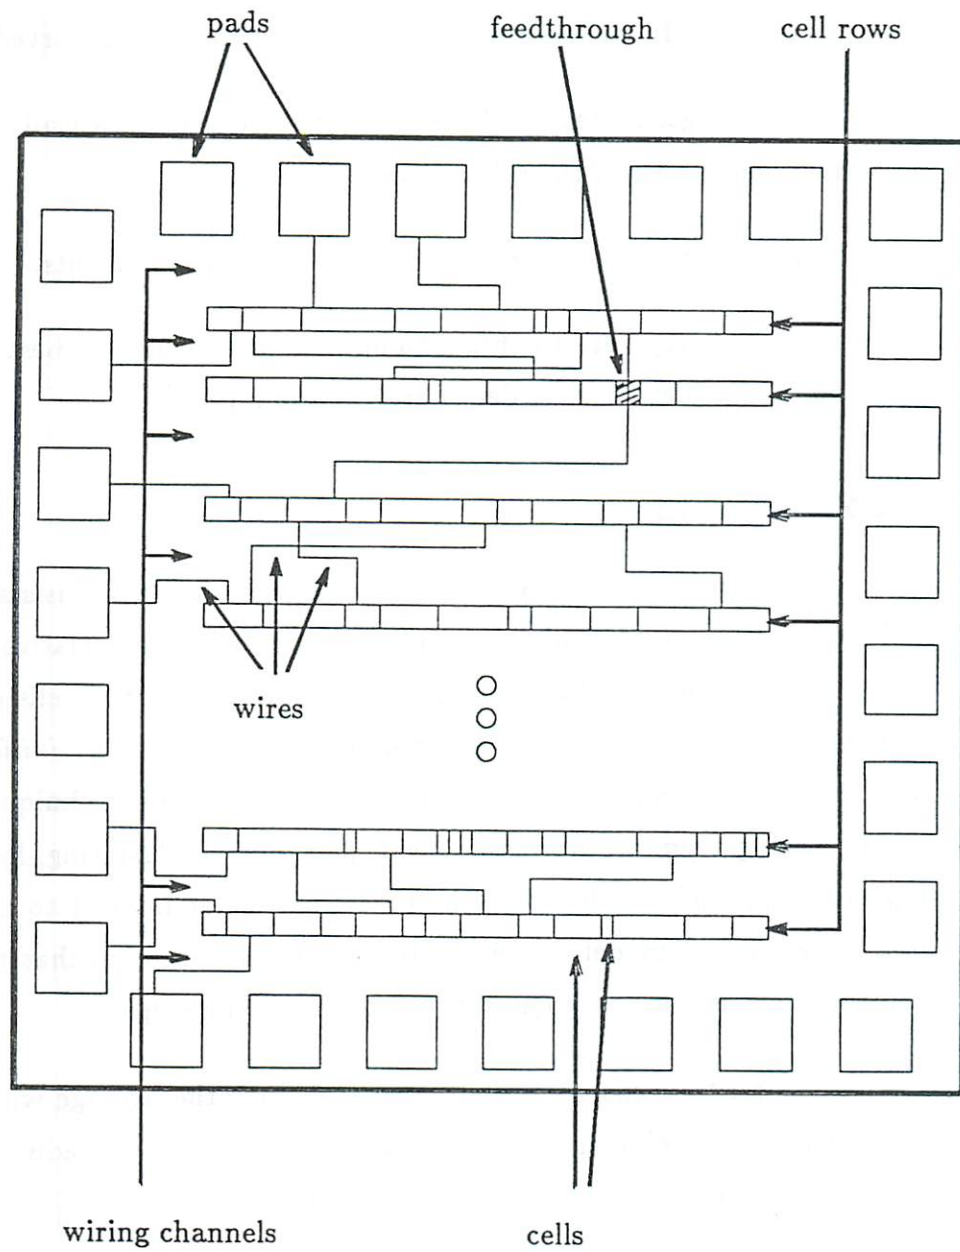 pads
feedthrough
cell rows
wires
wiring channels
cells